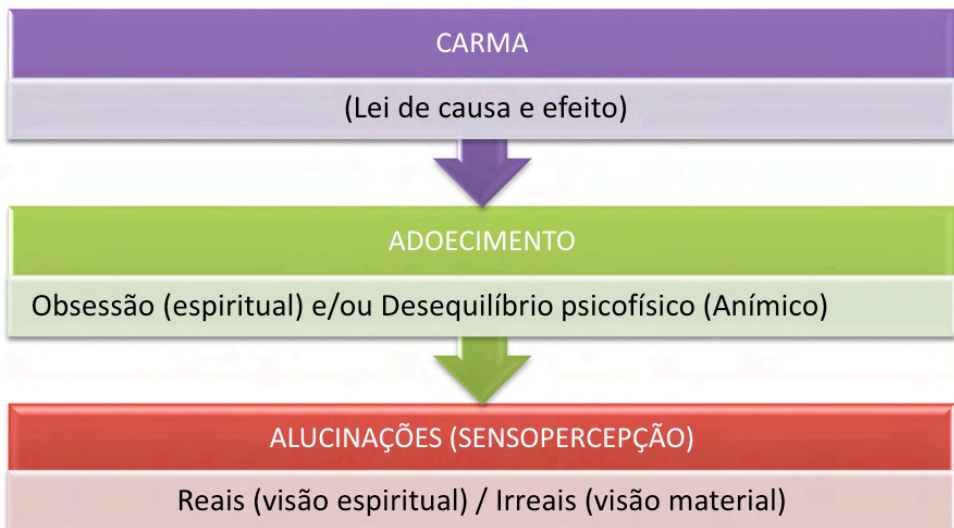 CARMA
(Lei de causa e efeito)
ADOECIMENTO
Obsessão (espiritual) e/ou Desequilíbrio psicofísico (Anímico)
ALUCINAÇÕES (SENSOPERCEPÇÃO)
Reais (visão espiritual) / Irreais (visão material)